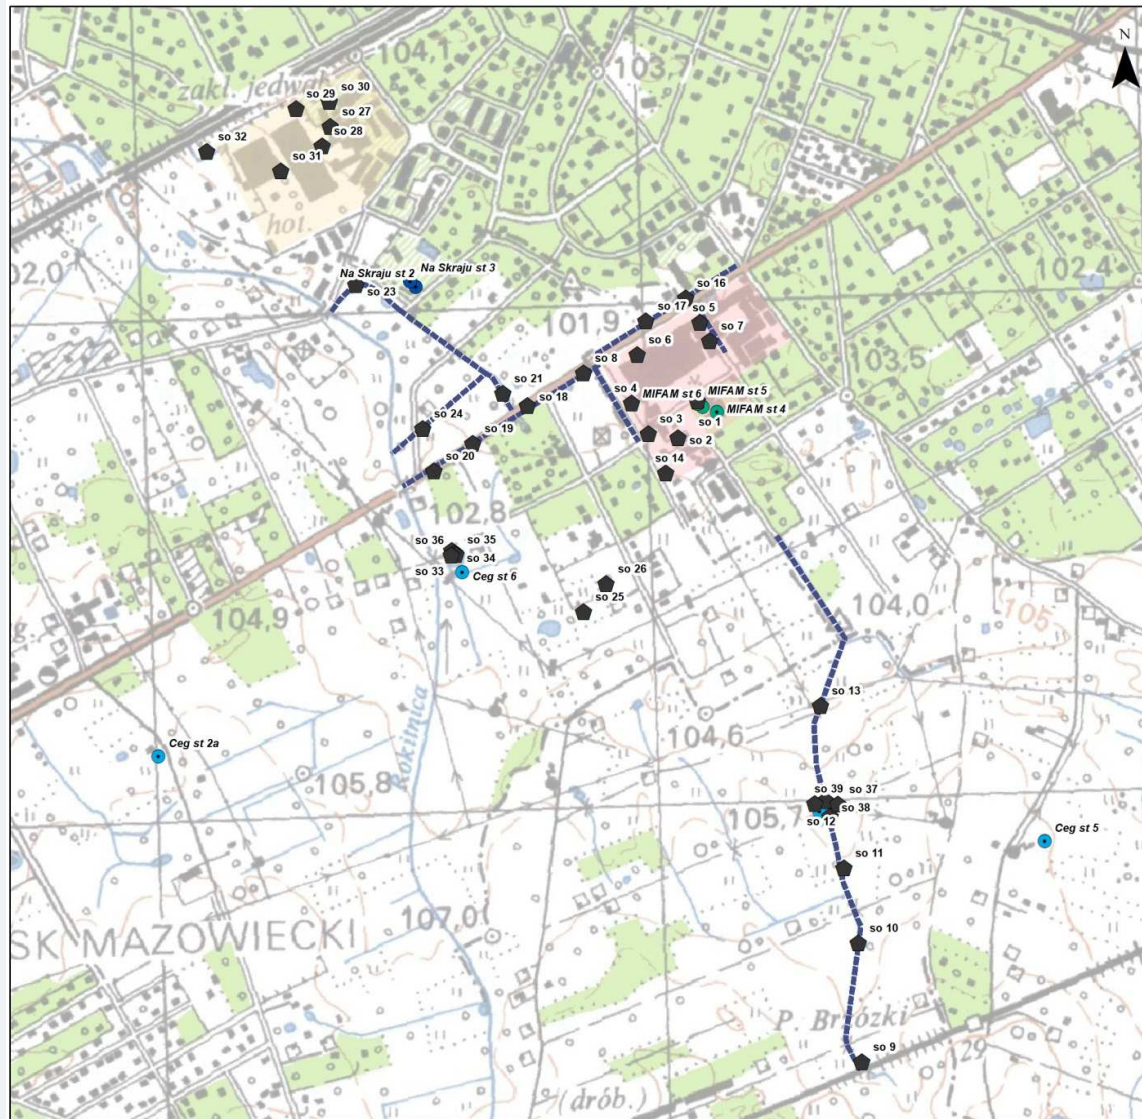 N
104,1
103,
zakł. jedwab
so 29
so 30
so 27
so 28
so 32
so 31
hot.
02,0
Na Skraju st 2
Na Skraju st 3
so 23
102,
so 16
so 17
so 5
101,9
so 7
so 6
so 8
so 21
so 4
MIFAM st 6
MIFAM st 5
MIFAM st 4
so 18
so 1
so 3
so 2
so 24
so 19
so 14
so 20
102,8
so 36
so 35
so 34
so 33
Ceg st 6
so 26
so 25
104,9
104,0
105,
Rokitnica
so 13
104,6
Ceg st 2a
105,8
so 39
so 37
so 38
105,7
so 12
Ceg st 5
so 11
107,0
SK MAZOWIECKI
so 10
P. Brzózki
so 9
29
(drób.)